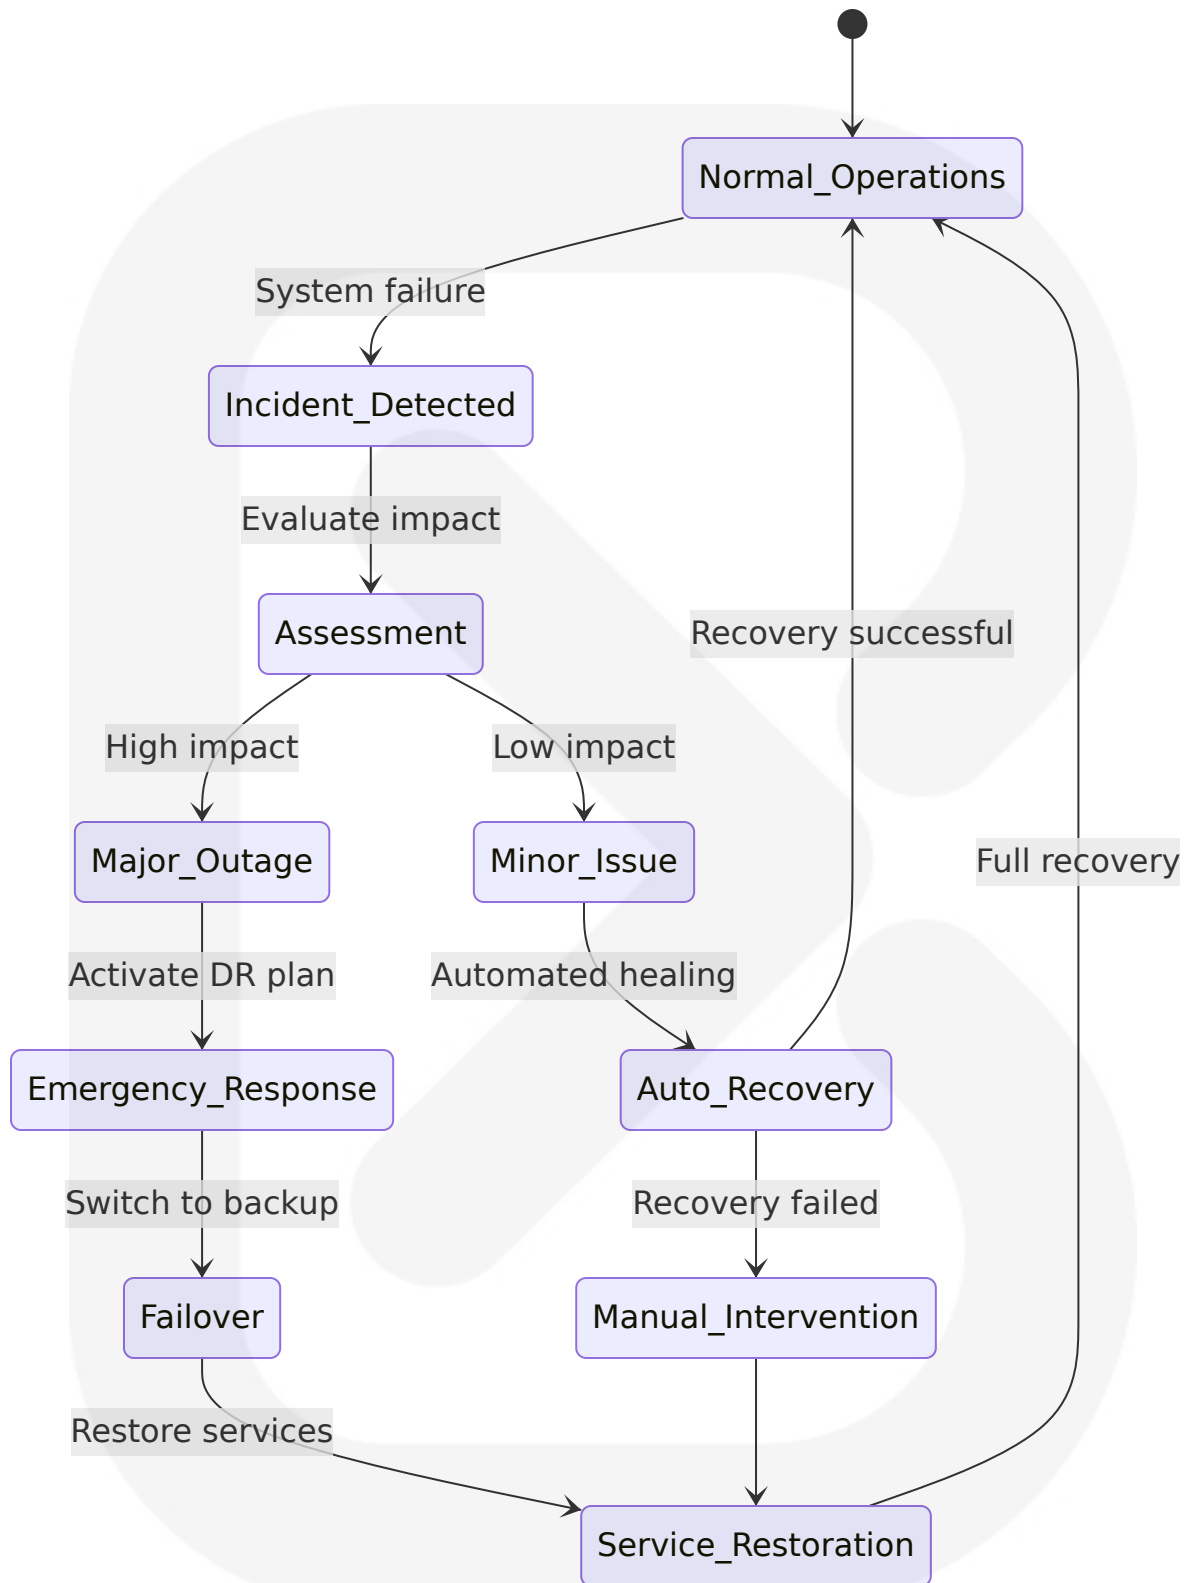 Normal_Operations
System failure
Incident_Detected
Evaluate impact
Assessment
Recovery successful
High impact
Low impact
Major_Outage
Minor_Issue
Full recovery
Activate DR plan
Automated healing
Emergency_Response
Auto_Recovery
Switch to backup
Recovery failed
Failover
Manual_Intervention
Restore services
Service_Restoration